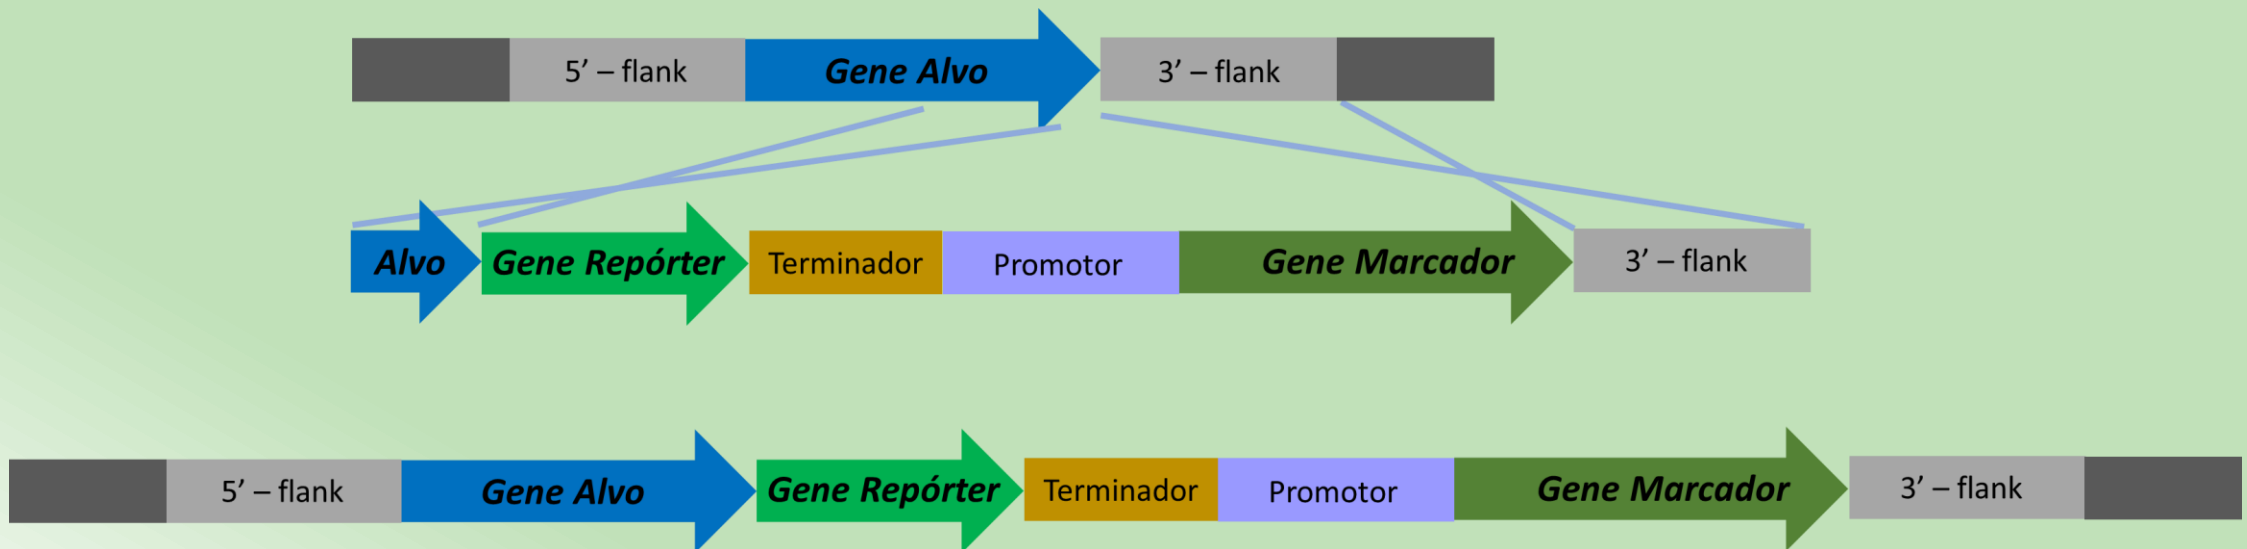 5’ – flank Gene Alvo 3’ – flank
Alvo Gene Repórter Terminador Promotor Gene Marcador 3’ – flank
5’ – flank Gene Alvo Gene Repórter Terminador Promotor Gene Marcador 3’ – flank